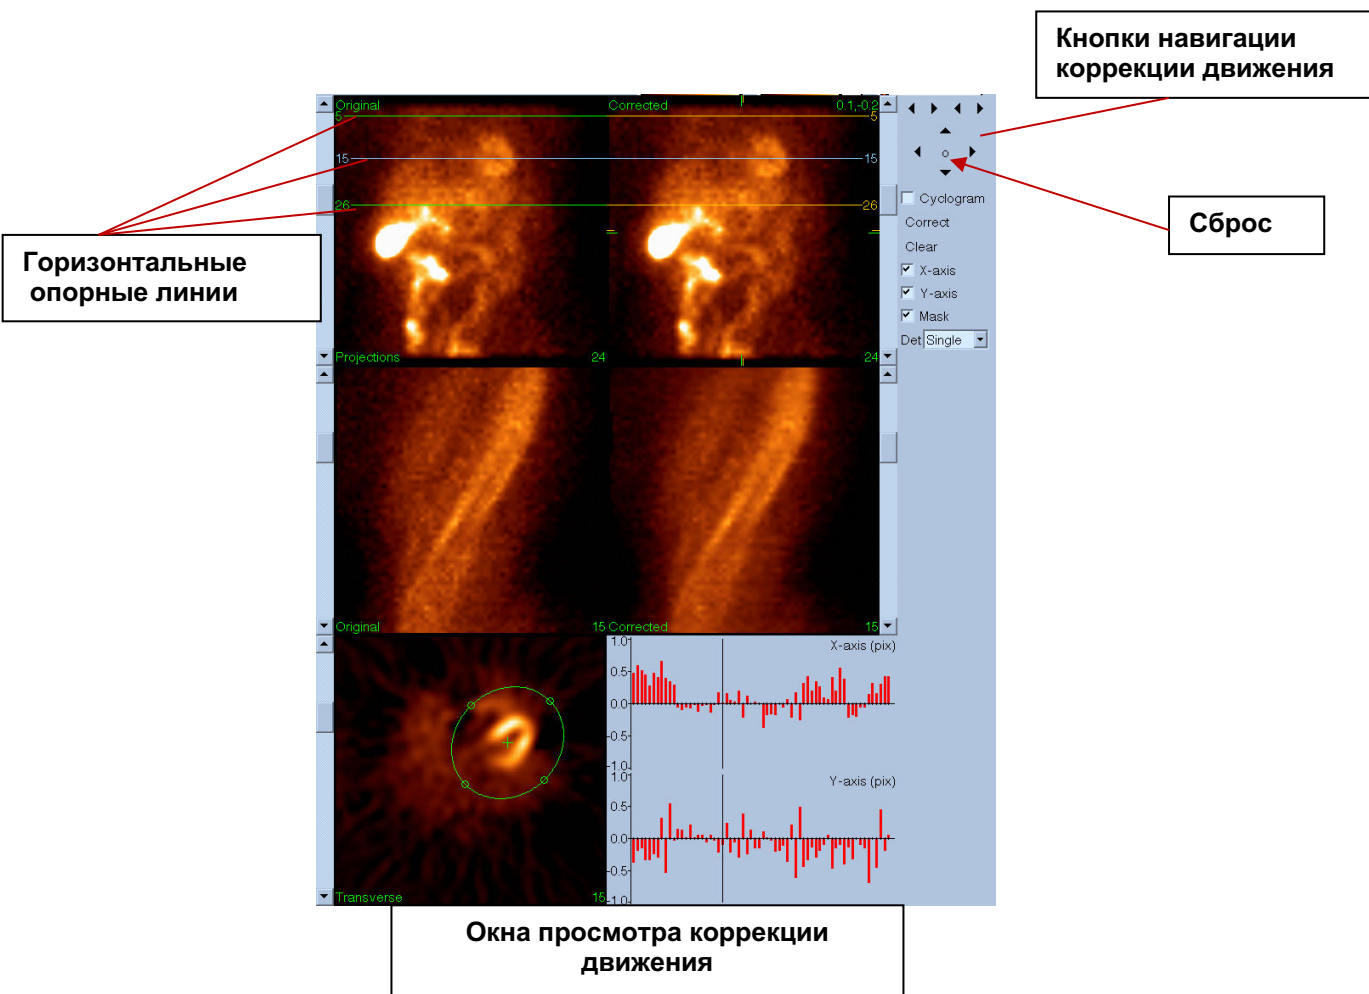 Кнопки навигации
коррекции движения
Original
Corrected
0.1,-0.2
5
5
15
15
26
26
Cyclogram
Correct
Clear
X-axis
Y-axis
Mask
Det Single
Сброс
Горизонтальные
опорные линии
Projections
24
24
Original
15
Corrected
15
X-axis (pix)
1.0
0.5
0.0
-0.5
-1.0
Y-axis (pix)
1.0
0.5
0.0
-0.5
-1.0
Transverse
15
Окна просмотра коррекции
движения